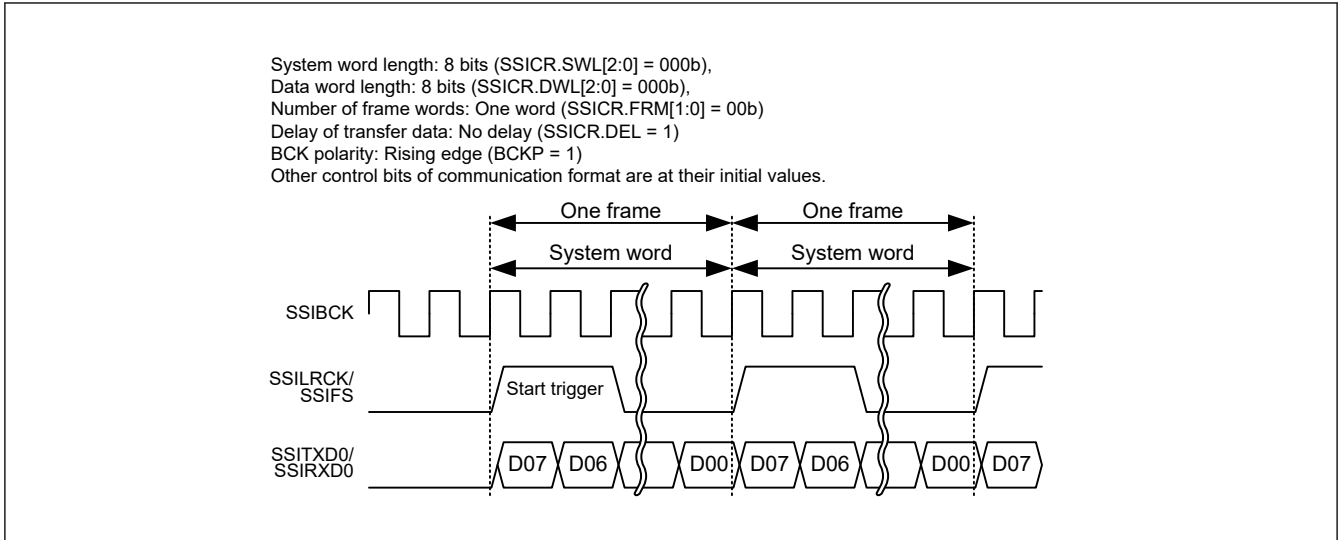 System word length: 8 bits (SSICR.SWL[2:0] = 000b),
Data word length: 8 bits (SSICR.DWL[2:0] = 000b),
Number of frame words: One word (SSICR.FRM[1:0] = 00b)
Delay of transfer data: No delay (SSICR.DEL = 1)
BCK polarity: Rising edge (BCKP = 1)
Other control bits of communication format are at their initial values.
One frame One frame
System word System word
SSIBCK
SSILRCK/
SSIFS
Start trigger
SSITXD0/
SSIRXD0
D07 D06 D00 D07 D06 D00 D07